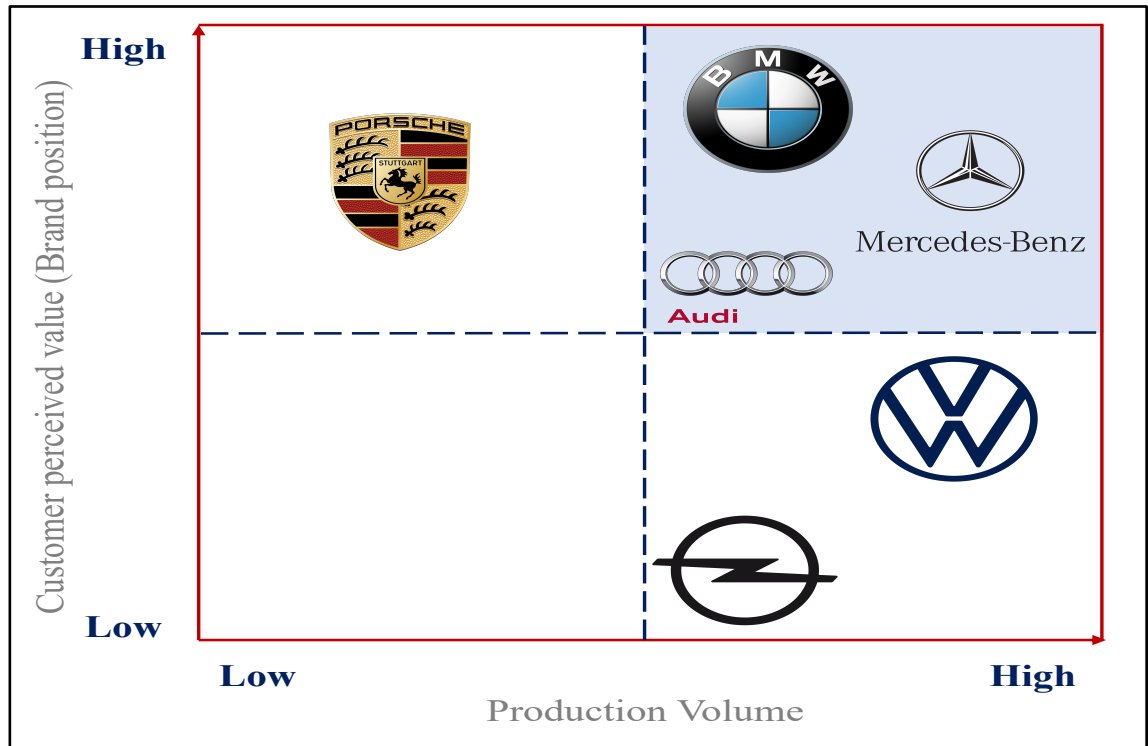 High
Customer perceived value (Brand position)
PORSCHE
STUTTGART
BMW
Mercedes-Benz
Audi
Low
Low
High
Production Volume